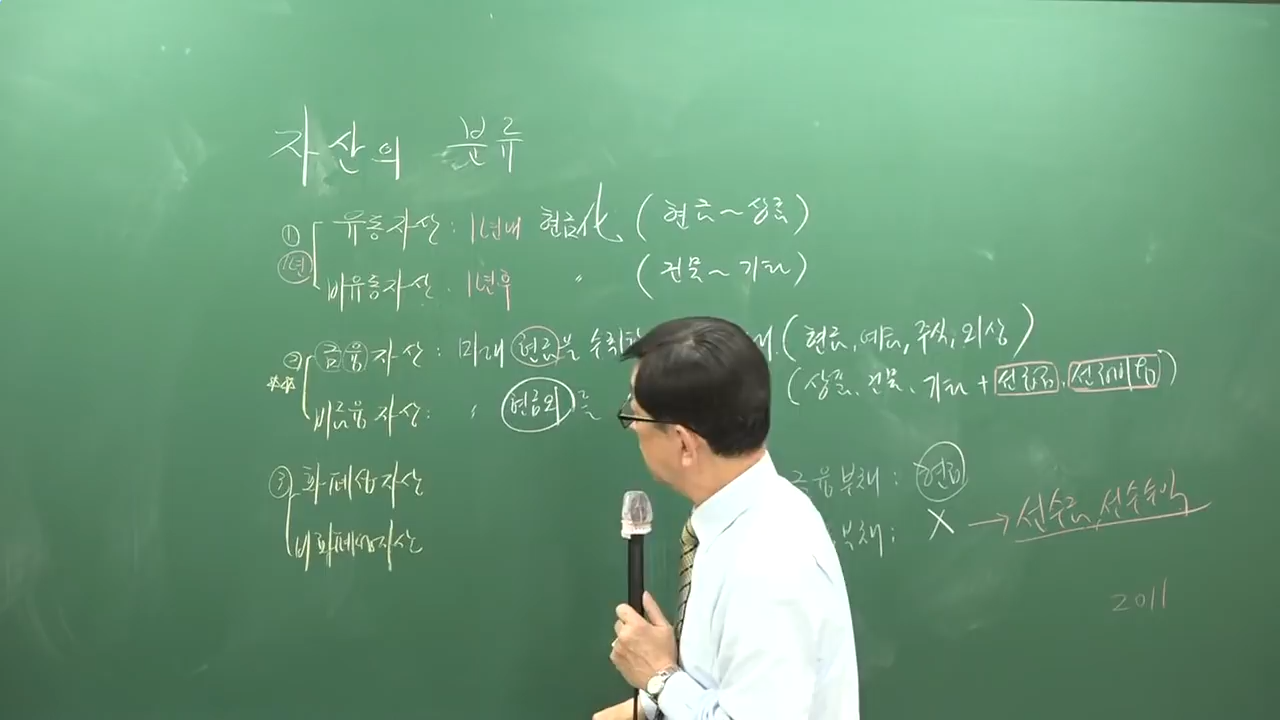 자산의 분류
① 유동자산 : 1년내 현금化 (현금~상품)
1년
비유동자산 : 1년후 〃 (건물~기타)
② 금융자산 : 미래 현금을 수취할 (현금, 예금, 주식, 외상)
** 비금융자산 : 〃 현금외 (상품, 건물, 기타 + 선급금, 선급비용)
③ 화폐성자산
금융부채 : 현금
비화폐성자산
부채 : X → 선수금, 선수수익
2011